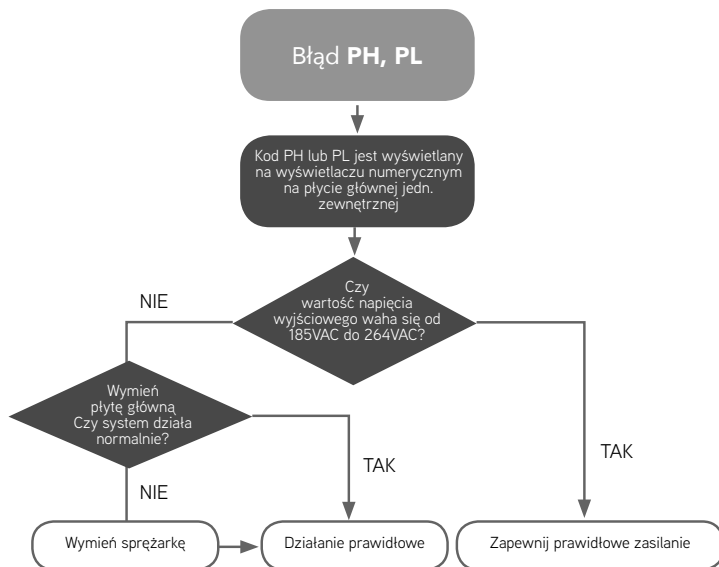 Błąd PH, PL
Kod PH lub PL jest wyświetlany
na wyświetlaczu numerycznym
na płycie głównej jedn.
zewnętrznej
Czy
wartość napięcia
wyjściowego waha się od
185VAC do 264VAC?
NIE
Wymień
płytę główną
Czy system działa
normalnie?
TAK
TAK
NIE
Wymień sprężarkę
Działanie prawidłowe
Zapewnij prawidłowe zasilanie